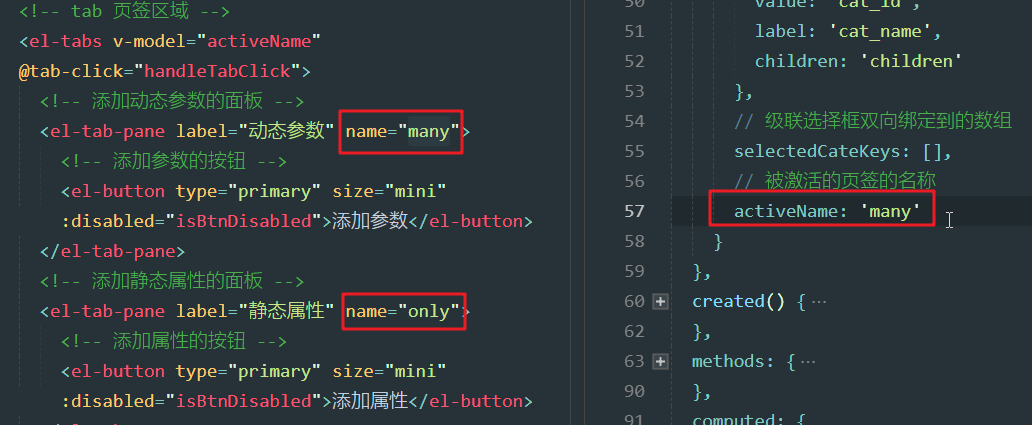 <!-- tab 页签区域 -->
<el-tabs v-model="activeName"
@tab-click="handleTabClick">
<!-- 添加动态参数的面板 -->
<el-tab-pane label="动态参数" name="many">
<!-- 添加参数的按钮 -->
<el-button type="primary" size="mini"
:disabled="isBtnDisabled">添加参数</el-button>
</el-tab-pane>
<!-- 添加静态属性的面板 -->
<el-tab-pane label="静态属性" name="only">
<!-- 添加属性的按钮 -->
<el-button type="primary" size="mini"
:disabled="isBtnDisabled">添加属性</el-button>
50 value: 'cat_id',
51 label: 'cat_name',
52 children: 'children'
53 },
54 // 级联选择框双向绑定到的数组
55 selectedCateKeys: [],
56 // 被激活的页签的名称
57 activeName: 'many'
58 }
59 },
60 created() { ⋯
62 },
63 methods: { ⋯
90 },
91 computed: {